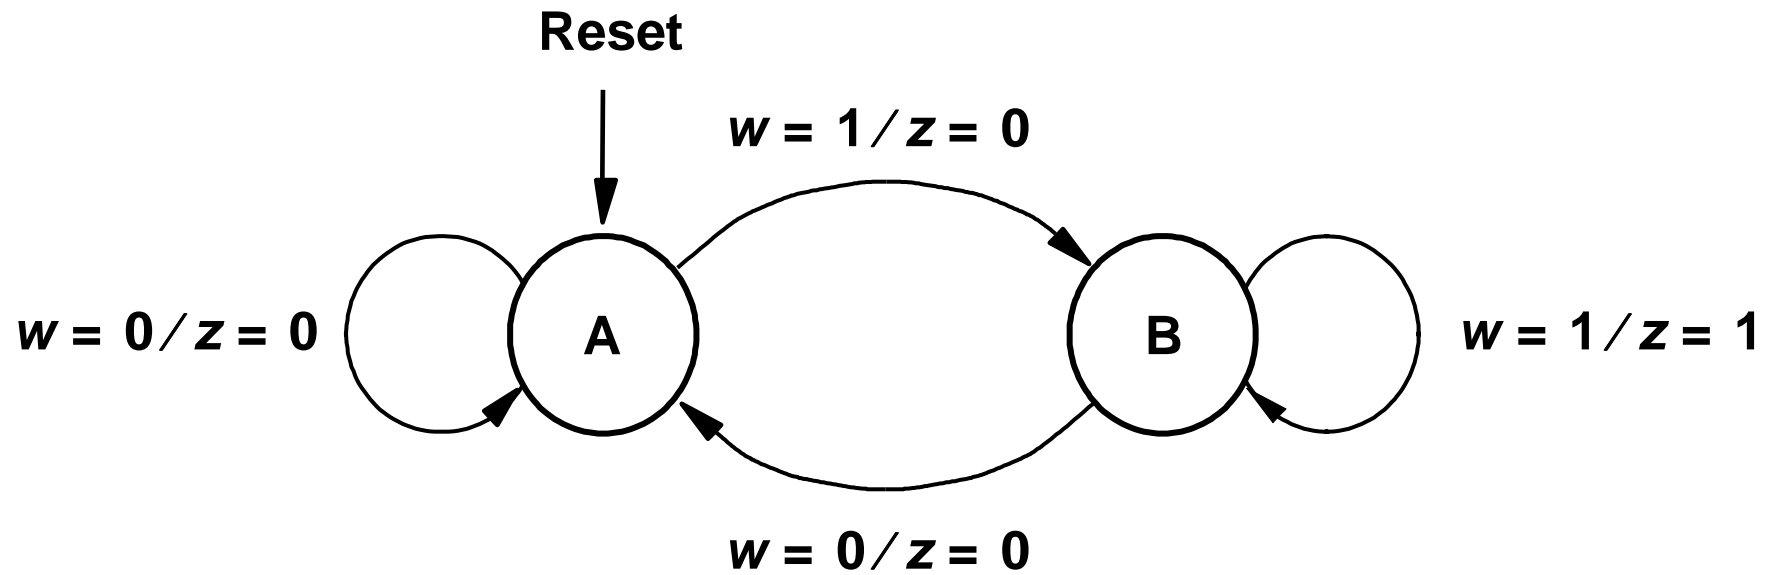 Reset
w = 1 / z = 0
w = 0 / z = 0
A
B
w = 1 / z = 1
w = 0 / z = 0